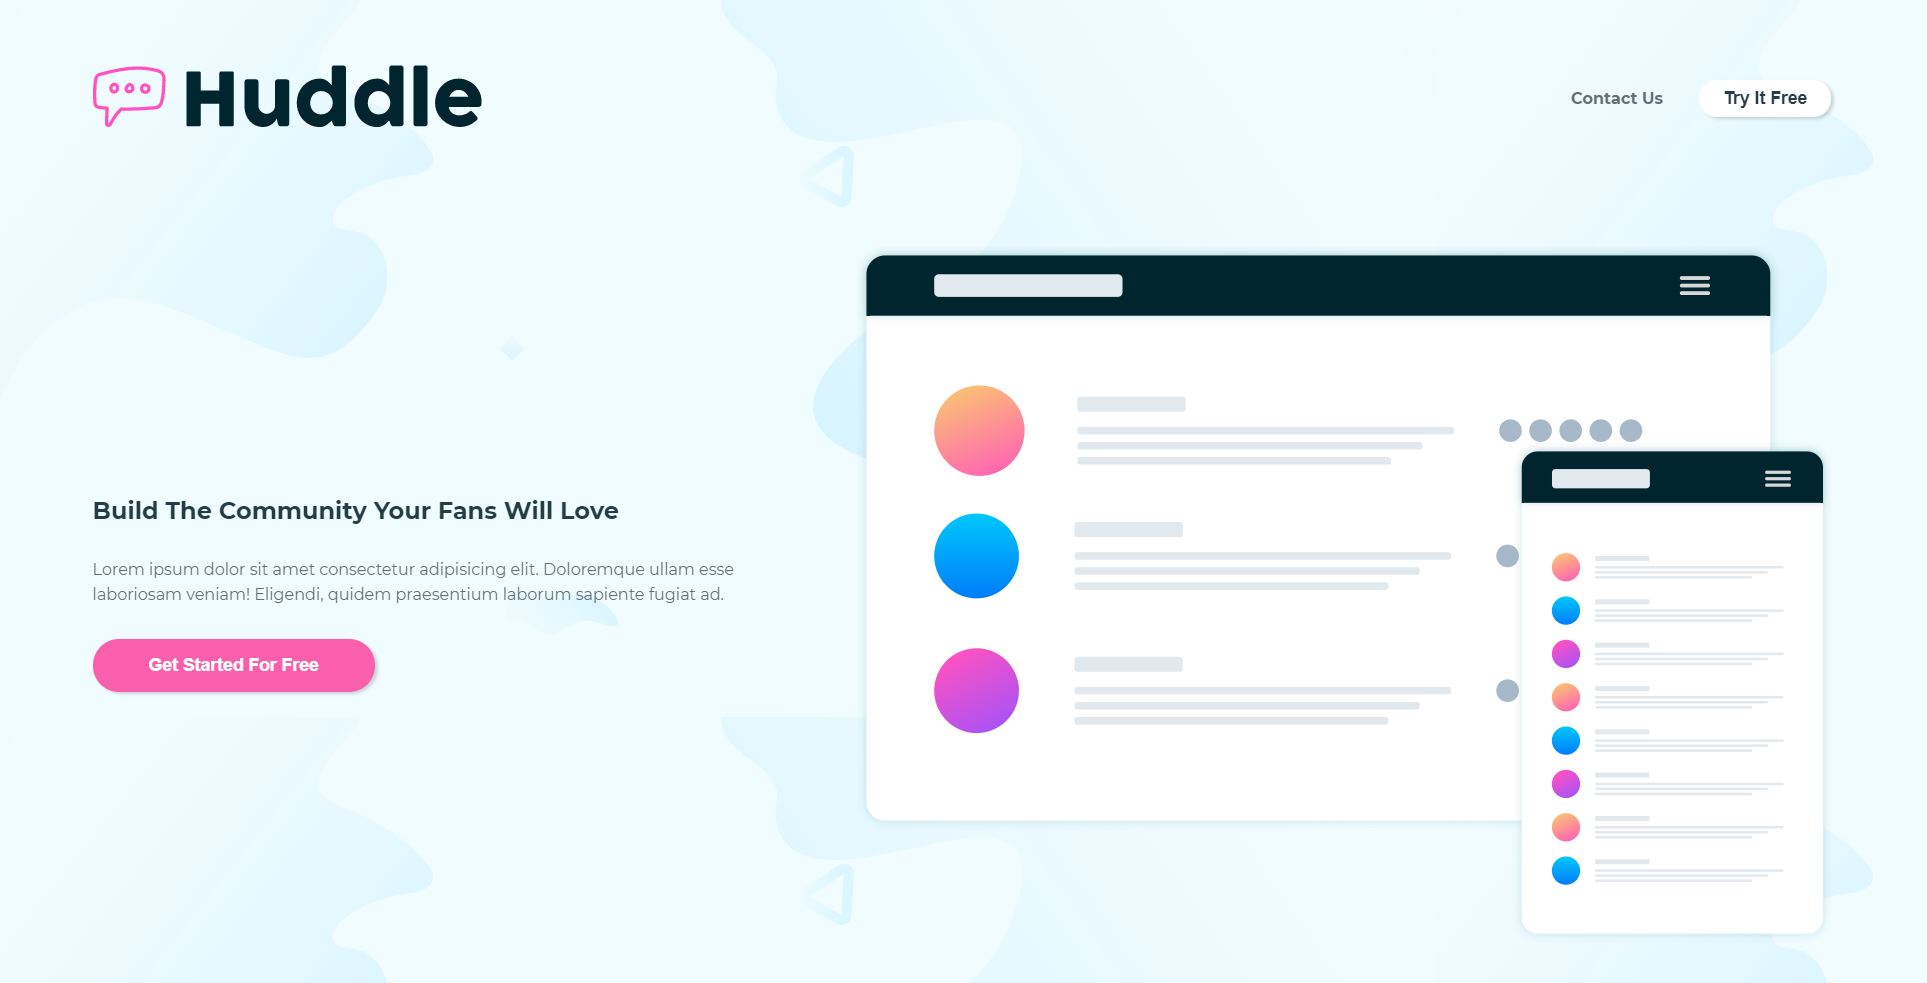 Huddle
Contact Us
Try It Free
Build The Community Your Fans Will Love
Lorem ipsum dolor sit amet consectetur adipisicing elit. Doloremque ullam esse
laboriosam veniam! Eligendi, quidem praesentium laborum sapiente fugiat ad.
Get Started For Free